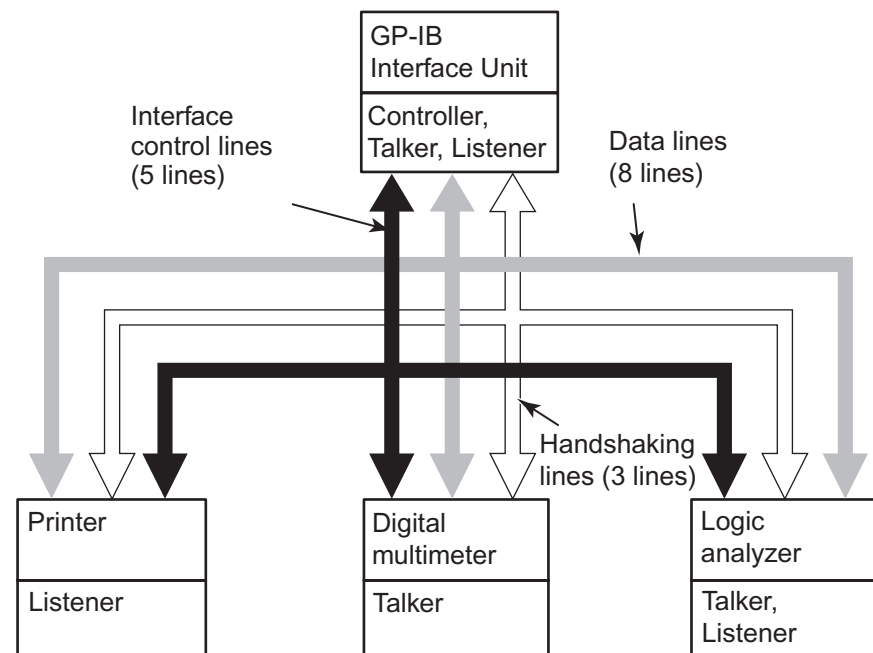 GP-IB
Interface Unit
Controller,
Talker, Listener
Interface
control lines
(5 lines)
Data lines
(8 lines)
Handshaking
lines (3 lines)
Printer
Listener
Digital
multimeter
Talker
Logic
analyzer
Talker,
Listener